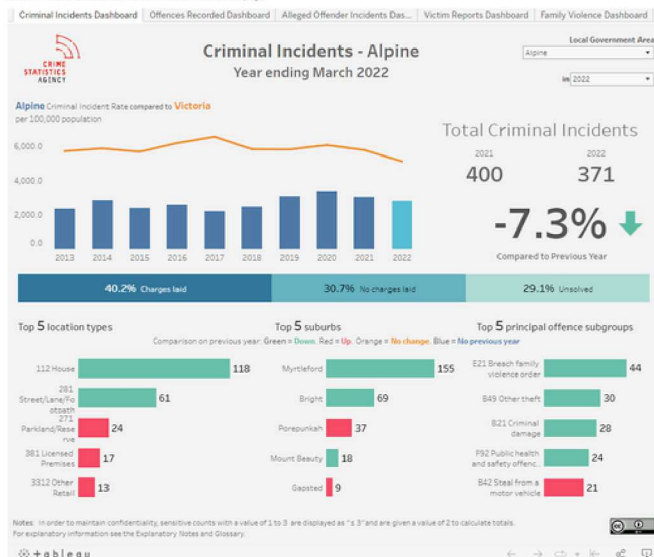 Criminal Incidents Dashboard
Offences Recorded Dashboard
Alleged Offender Incidents Das...
Victim Reports Dashboard
Family Violence Dashboard
CRIME
STATISTICS
AGENCY
Criminal Incidents - Alpine
Year ending March 2022
Local Government Area
Alpine
in 2022
Alpine Criminal Incident Rate compared to Victoria
per 100,000 population
6,000.0
4,000.0
2,000.0
0.0
2013 2014 2015 2016 2017 2018 2019 2020 2021 2022
Total Criminal Incidents
2021 2022
400 371
-7.3%
Compared to Previous Year
40.2% Charges laid
30.7% No charges laid
29.1% Unsolved
Top 5 location types
Top 5 suburbs
Top 5 principal offence subgroups
Comparison on previous year: Green = Down, Red = Up, Orange = No change, Blue = No previous year
112 House 118
281
Street/Lane/Fo
otpath 61
271
Parkland/Rese
rve 24
381 Licensed
Premises 17
3312 Other
Retail 13
Myrtleford 155
Bright 69
Porepunkah 37
Mount Beauty 18
Gapsted 9
E21 Breach family
violence order 44
B49 Other theft 30
B21 Criminal
damage 28
F92 Public health
and safety offenc.. 24
B42 Steal from a
motor vehicle 21
Notes: In order to maintain confidentiality, sensitive counts with a value of 1 to 3 are displayed as "≤ 3" and are given a value of 2 to calculate totals.
For explanatory information see the Explanatory Notes and Glossary.
+ableau